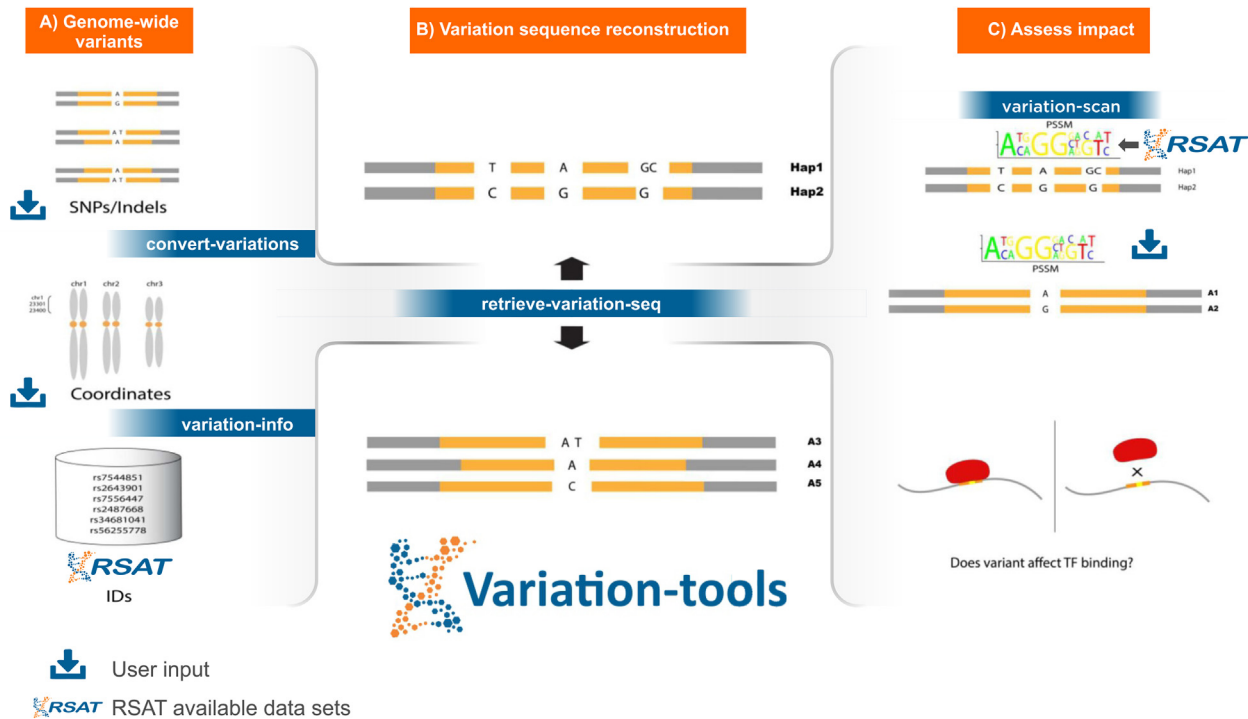 A) Genome-wide
variants
A
G
A T
A
A
A T
SNPs/Indels
convert-variations
chr1 chr2 chr3
chr1
23301
23400
Coordinates
variation-info
rs7544851
rs2643901
rs7556447
rs2487668
rs34681041
rs56255778
RSAT
IDs
User input
RSAT RSAT available data sets
B) Variation sequence reconstruction
T A GC Hap1
C G G Hap2
retrieve-variation-seq
A T A3
A A4
C A5
Variation-tools
C) Assess impact
variation-scan
PSSM
RSAT
T A GC Hap1
C G G Hap2
PSSM
A A1
G A2
X
Does variant affect TF binding?